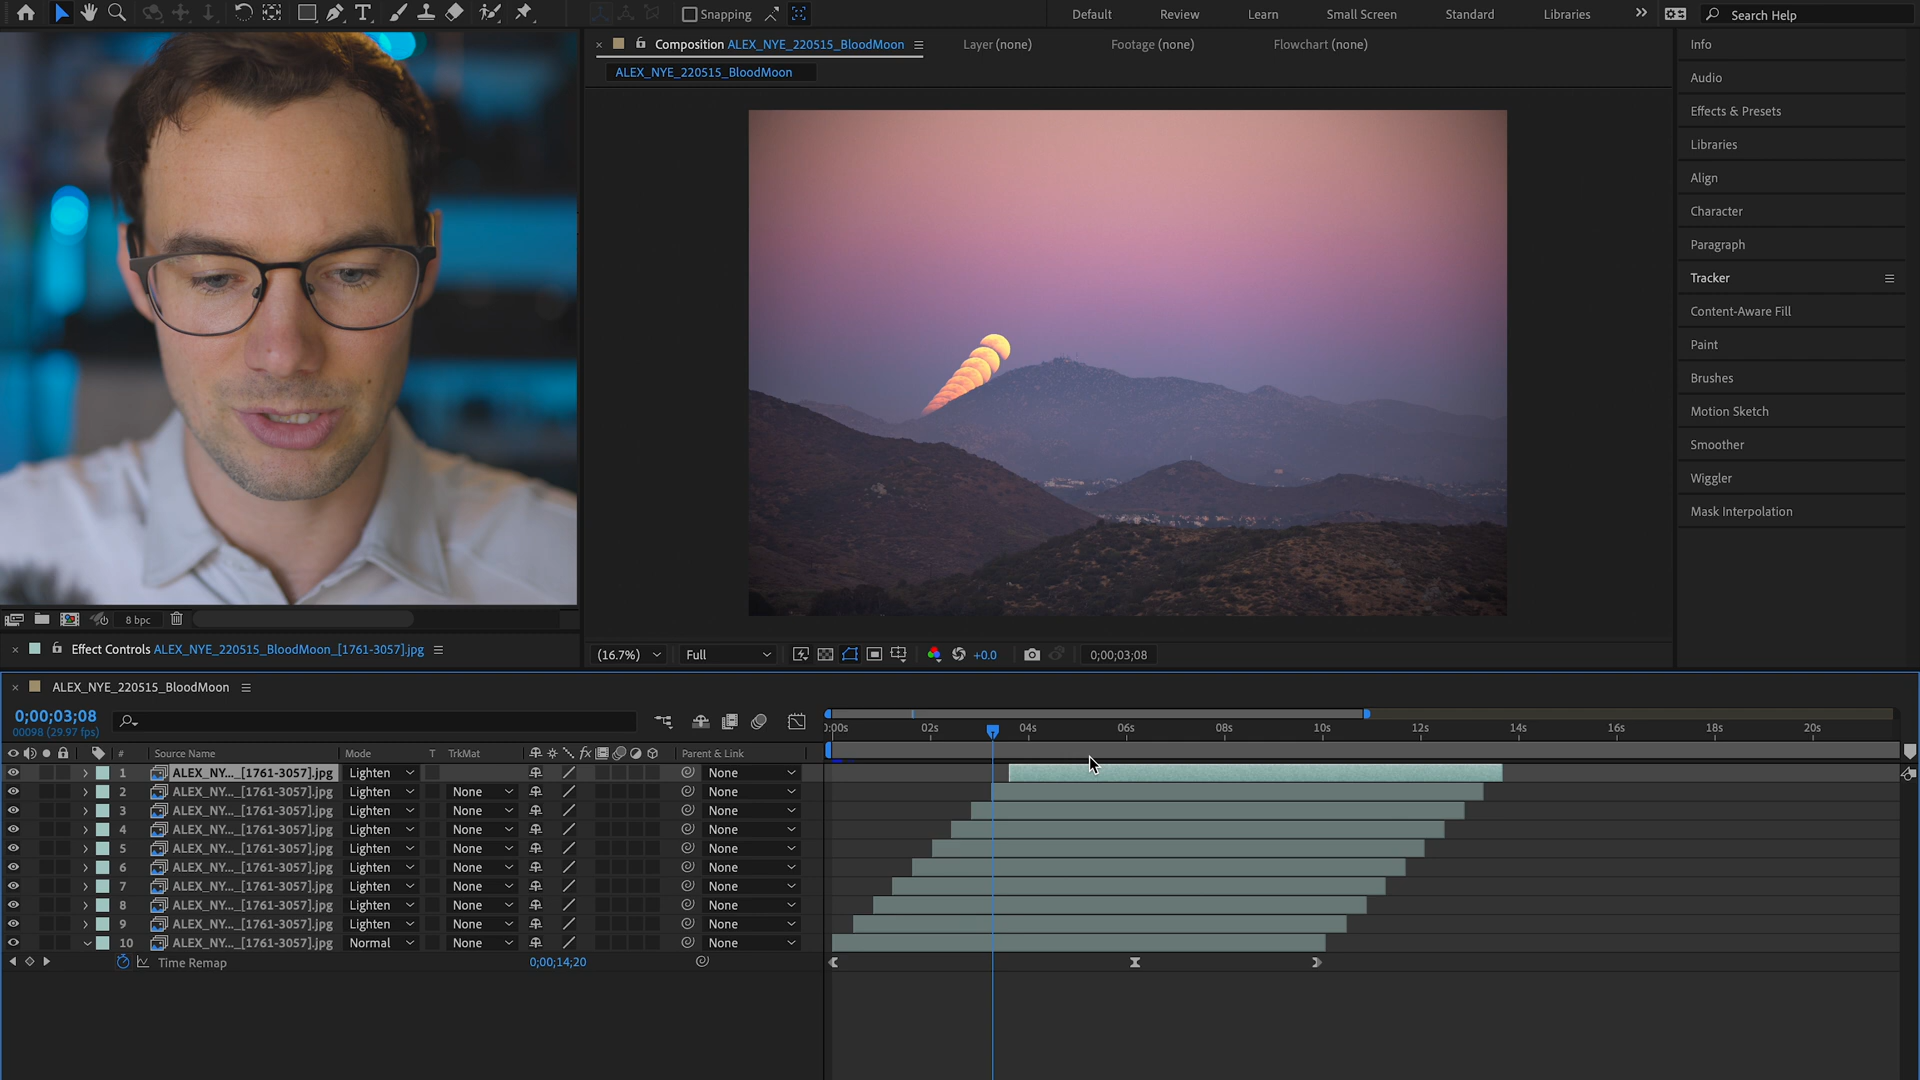 Snapping
Default Review Learn Small Screen Standard Libraries
Search Help
Composition ALEX_NYE_220515_BloodMoon
Layer (none) Footage (none) Flowchart (none)
ALEX_NYE_220515_BloodMoon
Info
Audio
Effects & Presets
Libraries
Align
Character
Paragraph
Tracker
Content-Aware Fill
Paint
Brushes
Motion Sketch
Smoother
Wiggler
Mask Interpolation
8 bpc
Effect Controls ALEX_NYE_220515_BloodMoon_[1761-3057].jpg
(16.7%) Full +0.0 0;00;03;08
ALEX_NYE_220515_BloodMoon
0;00;03;08
00098 (29.97 fps)
0:00s 02s 04s 06s 08s 10s 12s 14s 16s 18s 20s
# Source Name Mode T TrkMat fx Parent & Link
1 ALEX_NY..._[1761-3057].jpg Lighten None
2 ALEX_NY..._[1761-3057].jpg Lighten None None
3 ALEX_NY..._[1761-3057].jpg Lighten None None
4 ALEX_NY..._[1761-3057].jpg Lighten None None
5 ALEX_NY..._[1761-3057].jpg Lighten None None
6 ALEX_NY..._[1761-3057].jpg Lighten None None
7 ALEX_NY..._[1761-3057].jpg Lighten None None
8 ALEX_NY..._[1761-3057].jpg Lighten None None
9 ALEX_NY..._[1761-3057].jpg Lighten None None
10 ALEX_NY..._[1761-3057].jpg Normal None None
Time Remap 0;00;14;20